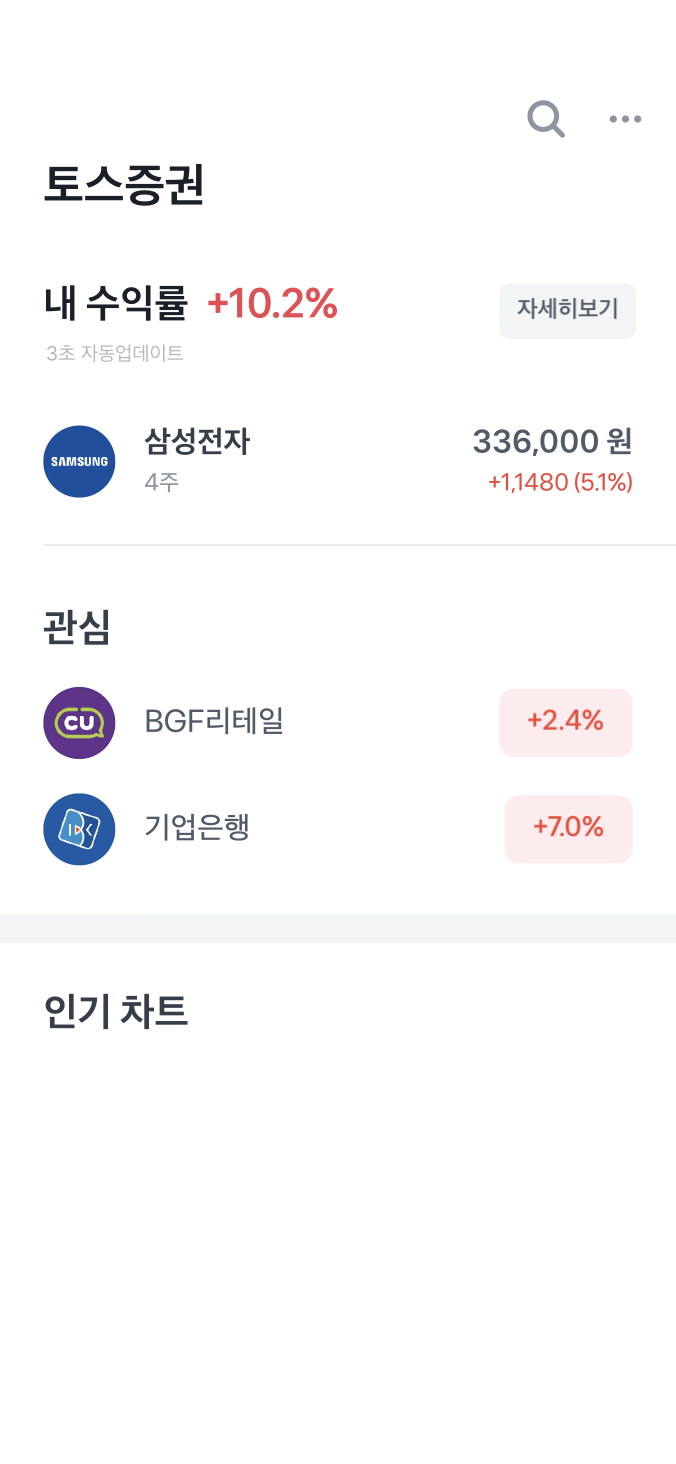 토스증권
내 수익률 +10.2%
자세히보기
3초 자동업데이트
SAMSUNG
삼성전자
336,000 원
4주
+1,1480 (5.1%)
관심
CU
BGF리테일
+2.4%
기업은행
+7.0%
인기 차트